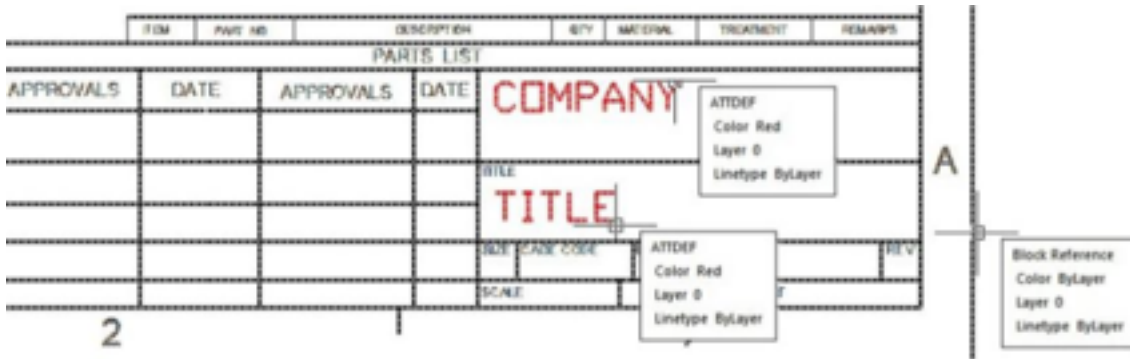 ITEM PART NO DESCRIPTION QTY MATERIAL TREATMENT REMARKS
PARTS LIST
APPROVALS DATE APPROVALS DATE COMPANY
ATTDEF
Color Red
Layer 0
Linetype ByLayer
A
TITLE
TITLE
SIZE CAGE CODE REV
ATTDEF
Color Red
Layer 0
Linetype ByLayer
SCALE
Block Reference
Color ByLayer
Layer 0
Linetype ByLayer
2